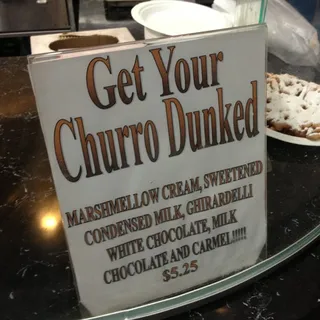 Get Your
Churro Dunked
MARSHMELLOW CREAM, SWEETENED
CONDENSED MILK, GHIRARDELLI
WHITE CHOCOLATE, MILK
CHOCOLATE AND CARMEL!!!!!
$5.25